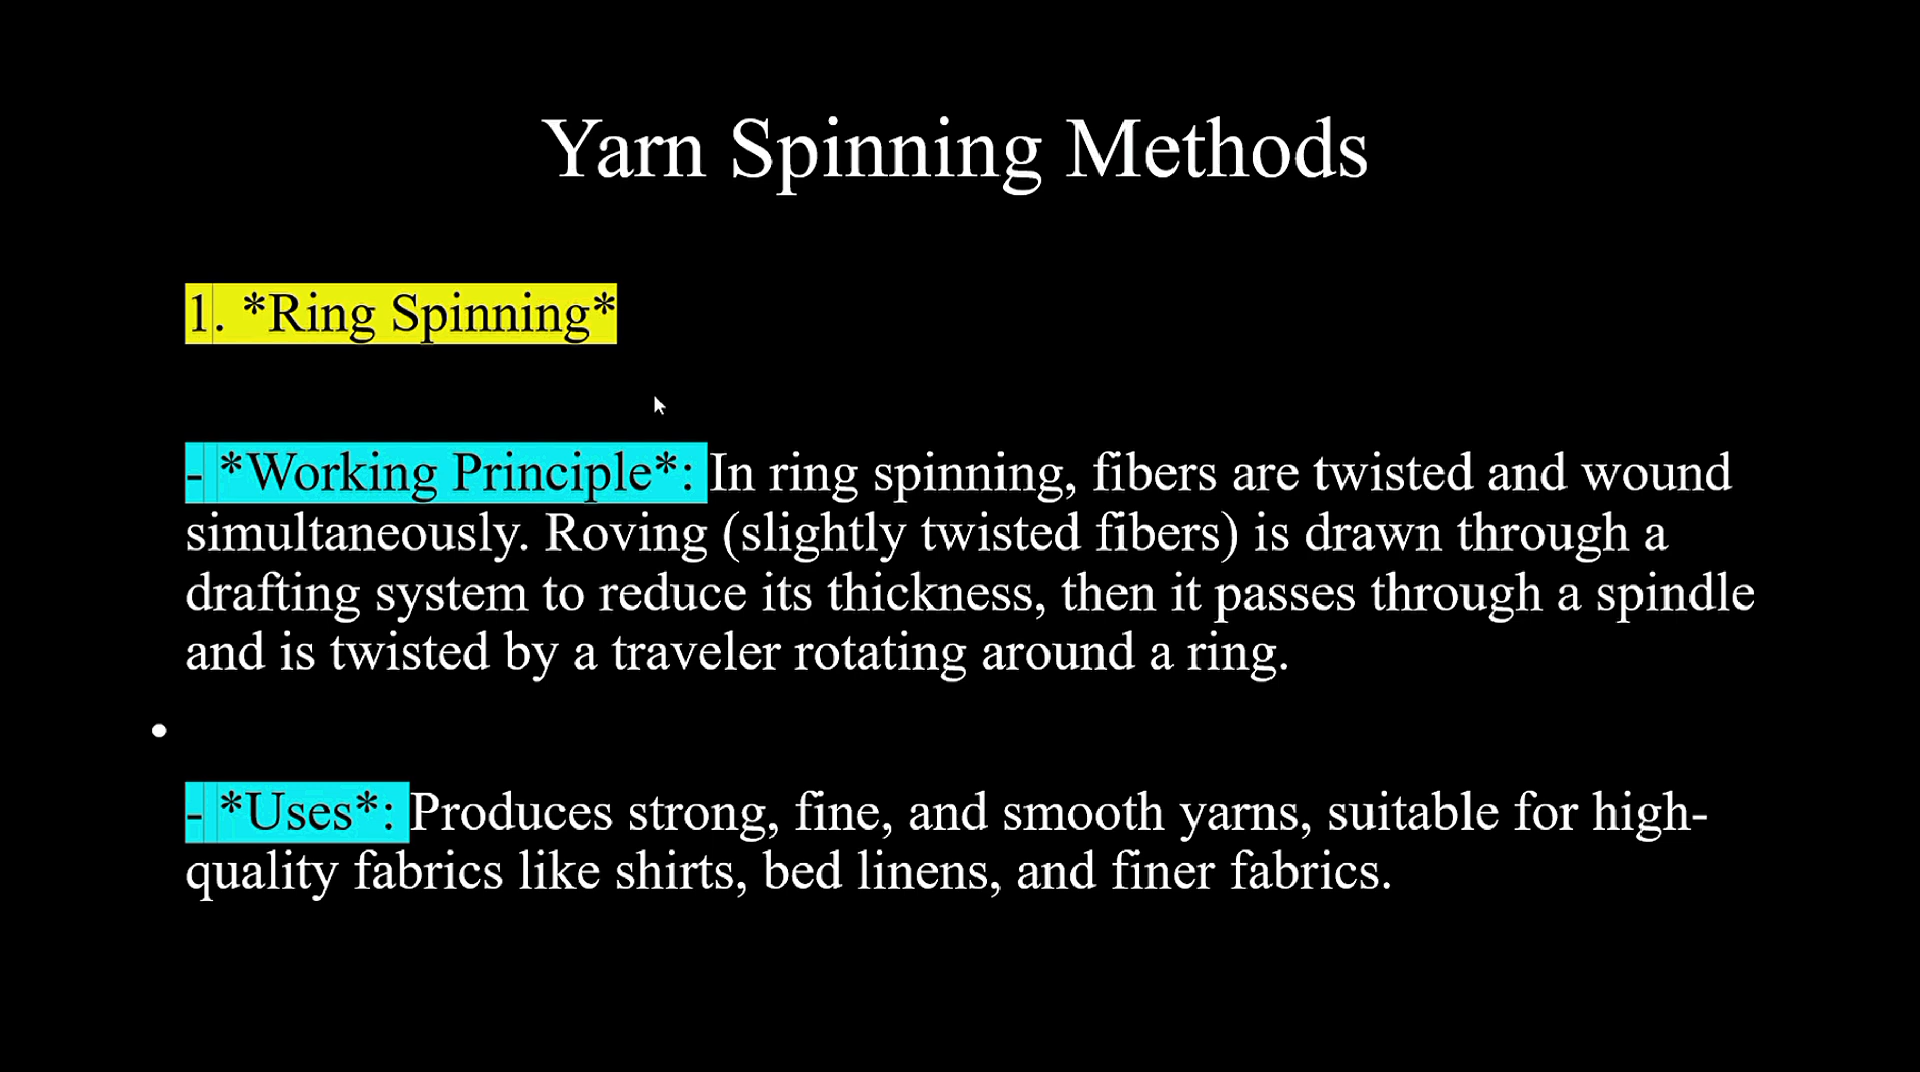 Yarn Spinning Methods
1. *Ring Spinning*
- *Working Principle*: In ring spinning, fibers are twisted and wound
simultaneously. Roving (slightly twisted fibers) is drawn through a
drafting system to reduce its thickness, then it passes through a spindle
and is twisted by a traveler rotating around a ring.
•
- *Uses*: Produces strong, fine, and smooth yarns, suitable for high-
quality fabrics like shirts, bed linens, and finer fabrics.